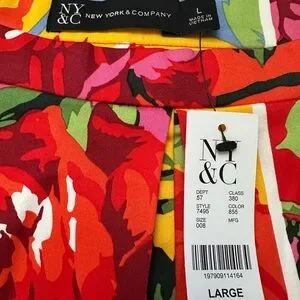 NY
&C
NEW YORK & COMPANY
L
MADE IN
VIETNAM
NY
&C
DEPT CLASS
57 380
STYLE COLOR
7495 855
SIZE MFG
008
197909114164
LARGE